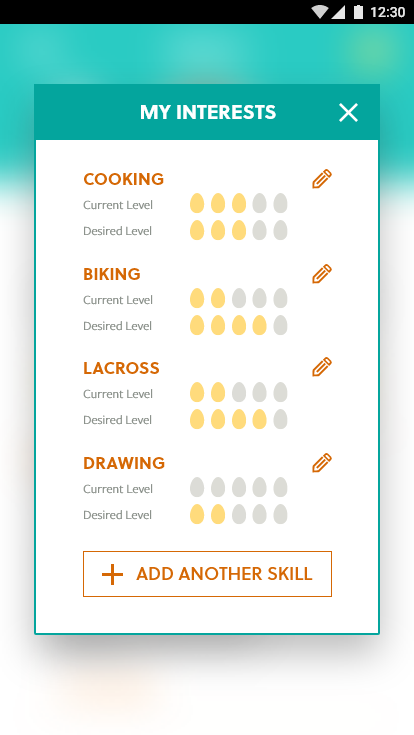 12:30
MY INTERESTS
COOKING
Current Level
Desired Level
BIKING
Current Level
Desired Level
LACROSS
Current Level
Desired Level
DRAWING
Current Level
Desired Level
ADD ANOTHER SKILL